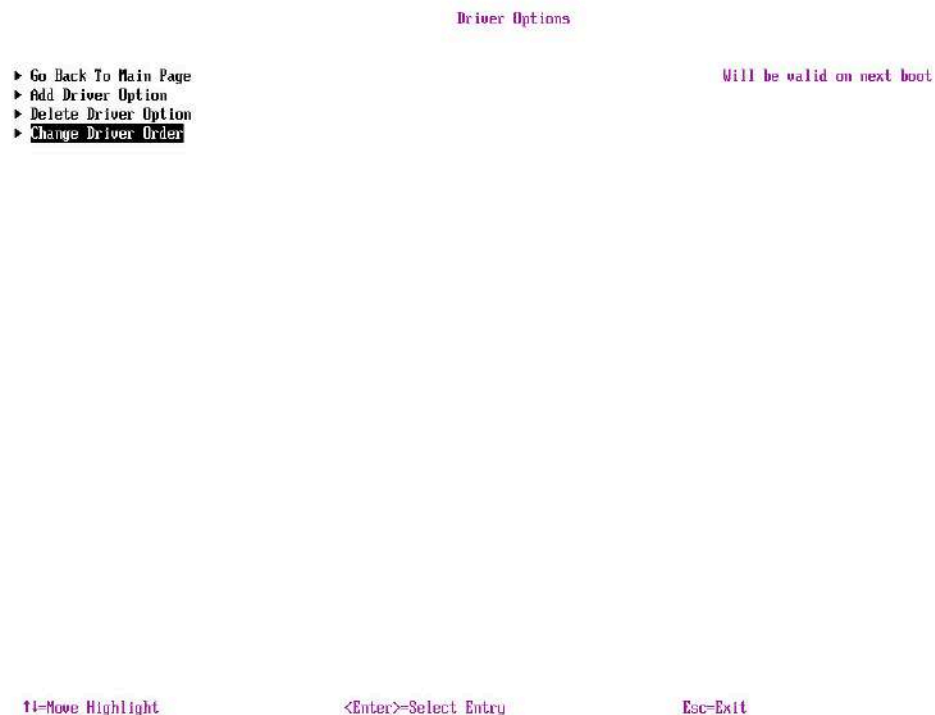 Driver Options
▶ Go Back To Main Page
Will be valid on next boot
▶ Add Driver Option
▶ Delete Driver Option
▶ Change Driver Order
↑↓=Move Highlight
<Enter>=Select Entry
Esc=Exit